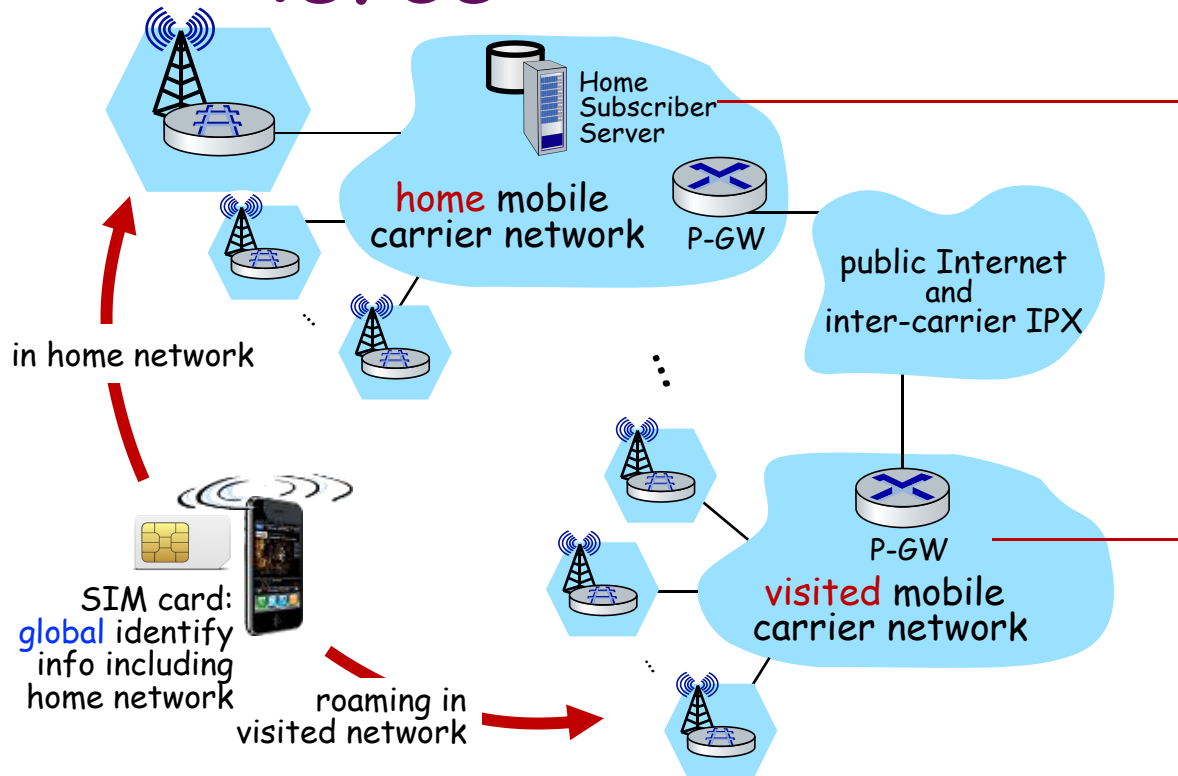 Home
Subscriber
Server
home mobile
carrier network
P-GW
public Internet
and
inter-carrier IPX
...
in home network
...
P-GW
visited mobile
carrier network
SIM card:
global identify
info including
home network
...
roaming in
visited network